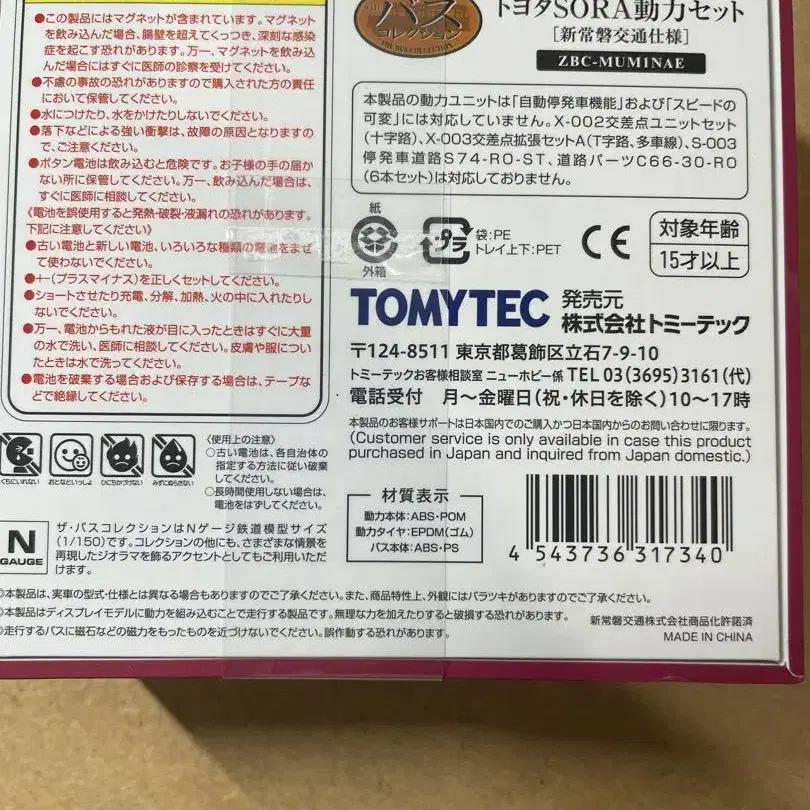 ●この製品にはマグネットが含まれています。マグネット
を飲み込んだ場合、腸壁を超えてくっつき、深刻な感染
症を起こす恐れがあります。万一、マグネットを飲み込
んだ場合にはすぐに医師の診察を受けてください。
●不慮の事故の恐れがありますので購入された方の責任
において保管してください。
●水につけたり、水をかけたりしないでください。
●落下などによる強い衝撃は、故障の原因となりますの
で、ご注意ください。
●ボタン電池は飲み込むと危険です。お子様の手の届か
ない所に保管してください。万一、飲み込んだ場合は、
すぐに医師に相談してください。
《電池を誤使用すると発熱・破裂・液漏れの恐れがあります。
下記に注意してください》
●古い電池と新しい電池、いろいろな種類の電池をまぜ
て使わないでください。
●+-(プラスマイナス)を正しくセットしてください。
●ショートさせたり充電、分解、加熱、火の中に入れたりし
ないでください。
●万一、電池からもれた液が目に入ったときはすぐに大量
の水で洗い、医師に相談してください。皮膚や服につい
たときは水で洗ってください。
●電池を破棄する場合および保存する場合は、テープな
どで絶縁してください。
くちにいれない
おとなといっしょ
ひにちかづけない
みずにぬらさない
〈使用上の注意〉
○古い電池は、各自治体の
指定する方法に従い破棄
してください。
○長時間使用しない場合は、
電池をはずしてください。
N
GAUGE
ザ・バスコレクションはNゲージ鉄道模型サイズ
(1/150)です。コレクションの他にも、さまざまな情景を
再現したジオラマを飾るアクセントとしてもご利用いただ
けます。
バス
コレクション
THE BUS COLLECTION
トヨタSORA動力セット
[新常磐交通仕様]
ZBC-MUM1NAE
本製品の動力ユニットは「自動停発車機能」および「スピードの
可変」には対応していません。X-002交差点ユニットセット
(十字路)、X-003交差点拡張セットA(T字路、多車線)、S-003
停発車道路S74-RO-ST、道路パーツC66-30-RO
(6本セット)は対応しておりません。
紙
外箱
プラ
袋:PE
トレイ上下:PET
CE
対象年齢
15才以上
TOMYTEC
発売元
株式会社トミーテック
〒124-8511 東京都葛飾区立石7-9-10
トミーテックお客様相談室 ニューホビー係 TEL 03(3695)3161(代)
電話受付 月〜金曜日(祝・休日を除く)10〜17時
本製品のお客様サポートは日本国内でのご購入かつ日本国内からのお問い合わせに限ります。
(Customer service is only available in case this product
purchased in Japan and inquired from Japan domestic.)
材質表示
動力本体:ABS・POM
動力タイヤ:EPDM(ゴム)
バス本体:ABS・PS
4 543736 317340
○本製品は、実車の型式・仕様とは異なる場合もありますのでご了承ください。また、商品特性上、外観にはバラツキがありますのでご了承ください。
○本製品はディスプレイモデルに動力を組み込むことで走行する製品です。無理な力を加えたりすると破損する恐れがあります。
○走行するバスに磁石などの磁力をもったものを近づけないでください。誤作動する恐れがあります。
新常磐交通株式会社商品化許諾済
MADE IN CHINA